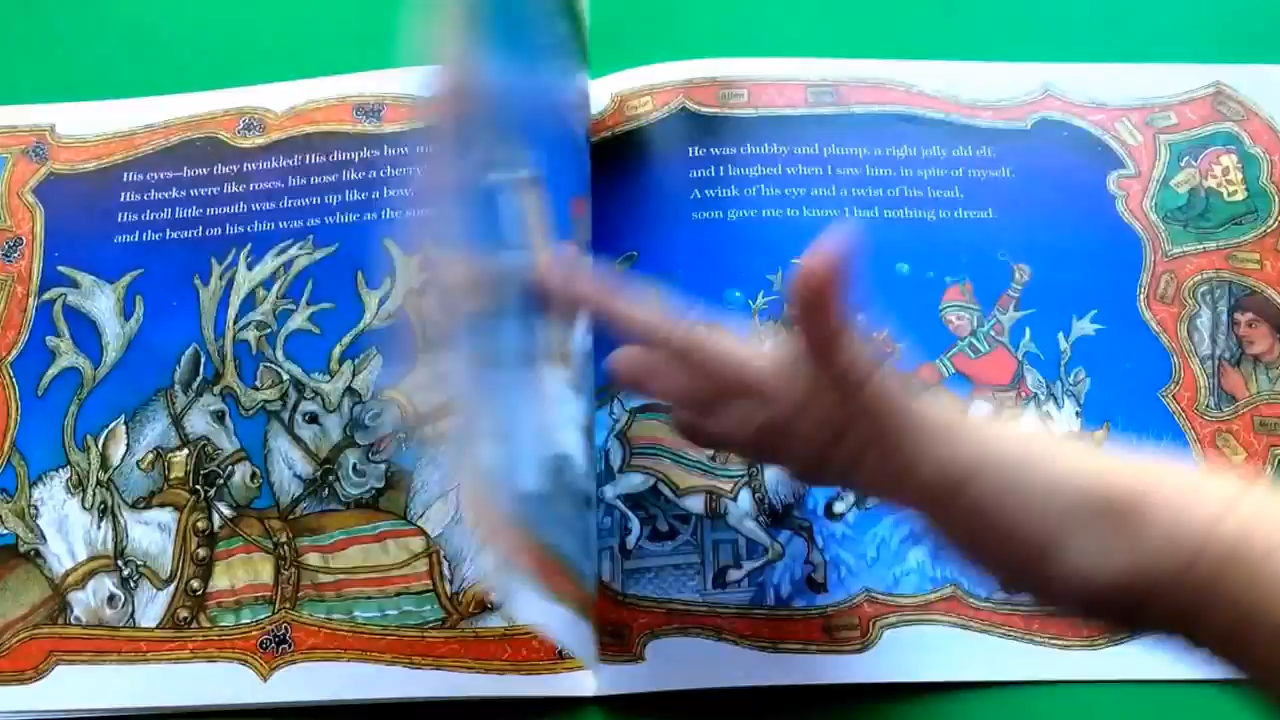 His eyes—how they twinkled! His dimples how
His cheeks were like roses, his nose like a cherry
His droll little mouth was drawn up like a bow,
and the beard on his chin was as white as the
He was chubby and plump, a right jolly old elf,
and I laughed when I saw him, in spite of myself.
A wink of his eye and a twist of his head,
soon gave me to know I had nothing to dread.
Taylor
Allen